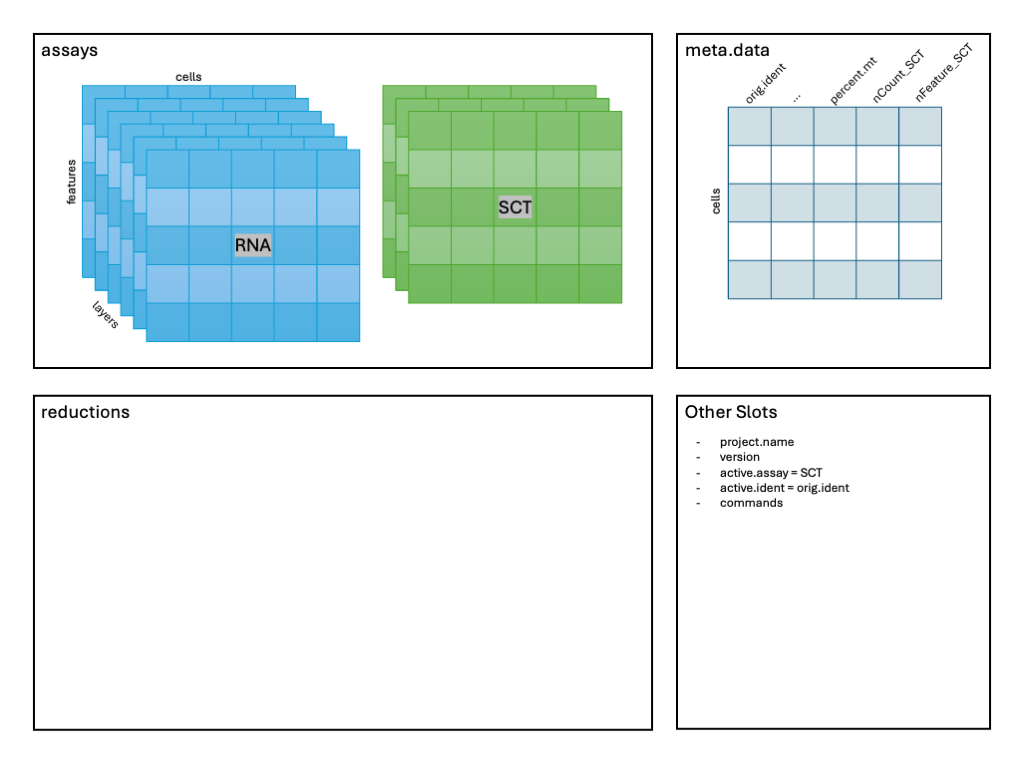 assays
cells
features
layers
RNA
SCT
meta.data
orig.ident
...
percent.mt
nCount_SCT
nFeature_SCT
cells
reductions
Other Slots
- project.name
- version
- active.assay = SCT
- active.ident = orig.ident
- commands